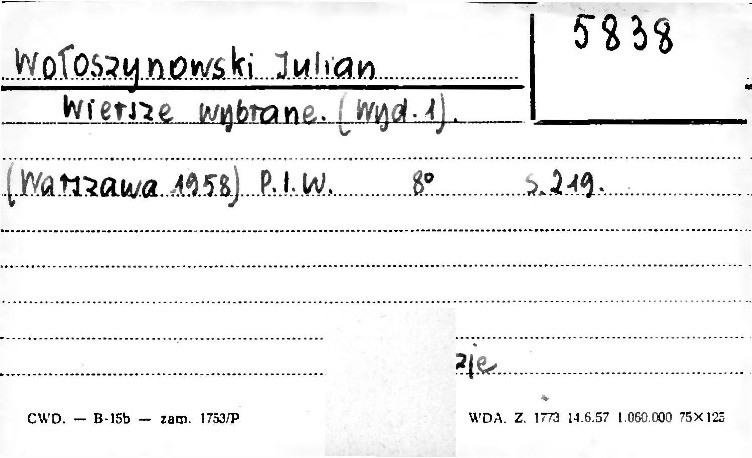 5838
Wołoszynowski Julian
Wiersze wybrane. (Wyd. 1).
(Warszawa 1958) P.I.W. 8° S. 219.
zje
CWD. — B-15b — zam. 1753/P
WDA. Z. 1773 14.6.57 1.060.000 75×125